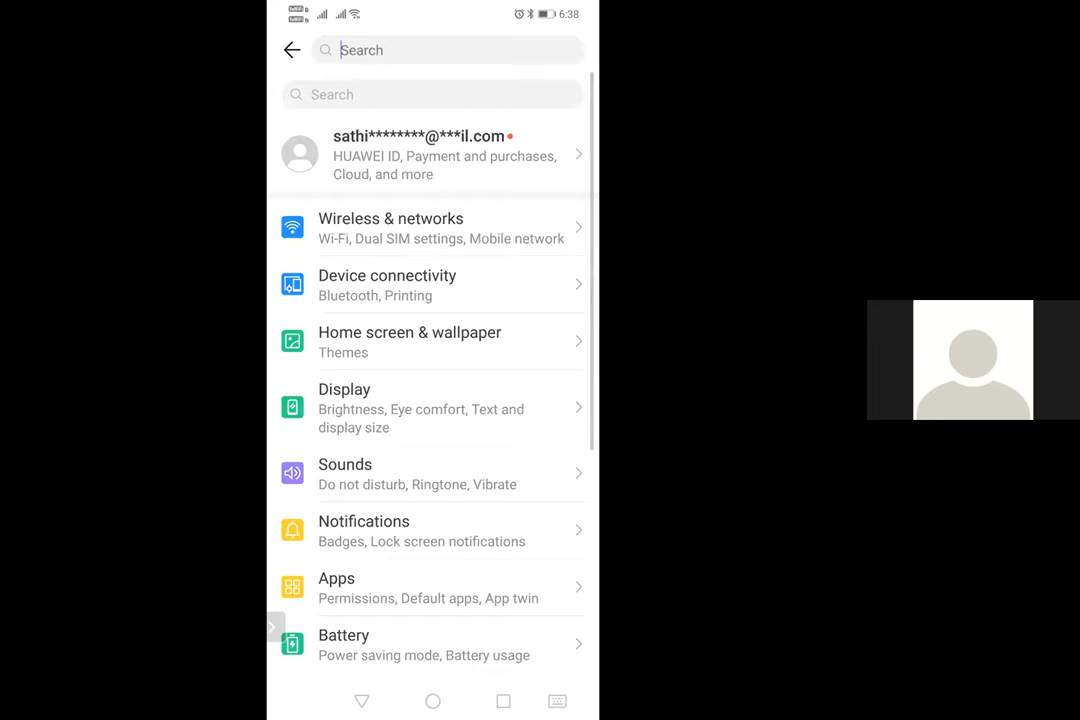 6:38
Search
Search
sathi********@***il.com
HUAWEI ID, Payment and purchases,
Cloud, and more
Wireless & networks
Wi-Fi, Dual SIM settings, Mobile network
Device connectivity
Bluetooth, Printing
Home screen & wallpaper
Themes
Display
Brightness, Eye comfort, Text and
display size
Sounds
Do not disturb, Ringtone, Vibrate
Notifications
Badges, Lock screen notifications
Apps
Permissions, Default apps, App twin
Battery
Power saving mode, Battery usage